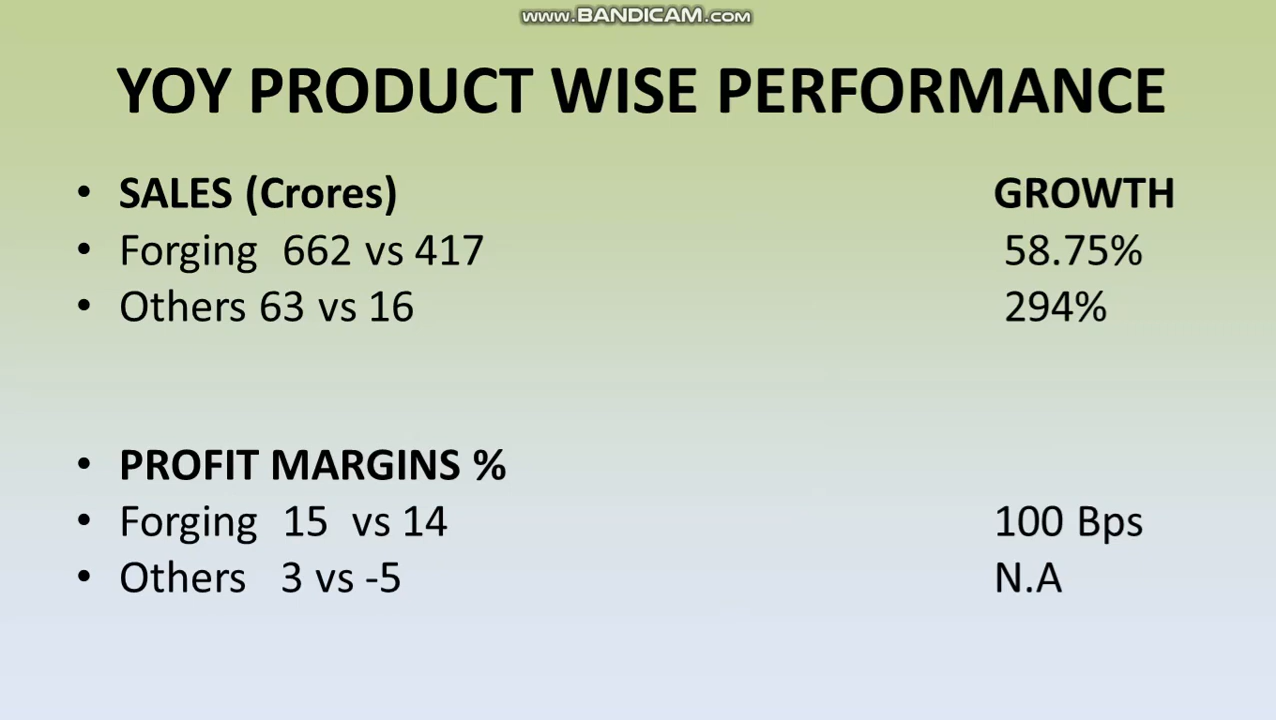 www.BANDICAM.com
YOY PRODUCT WISE PERFORMANCE
• SALES (Crores) GROWTH
• Forging 662 vs 417 58.75%
• Others 63 vs 16 294%
• PROFIT MARGINS %
• Forging 15 vs 14 100 Bps
• Others 3 vs -5 N.A